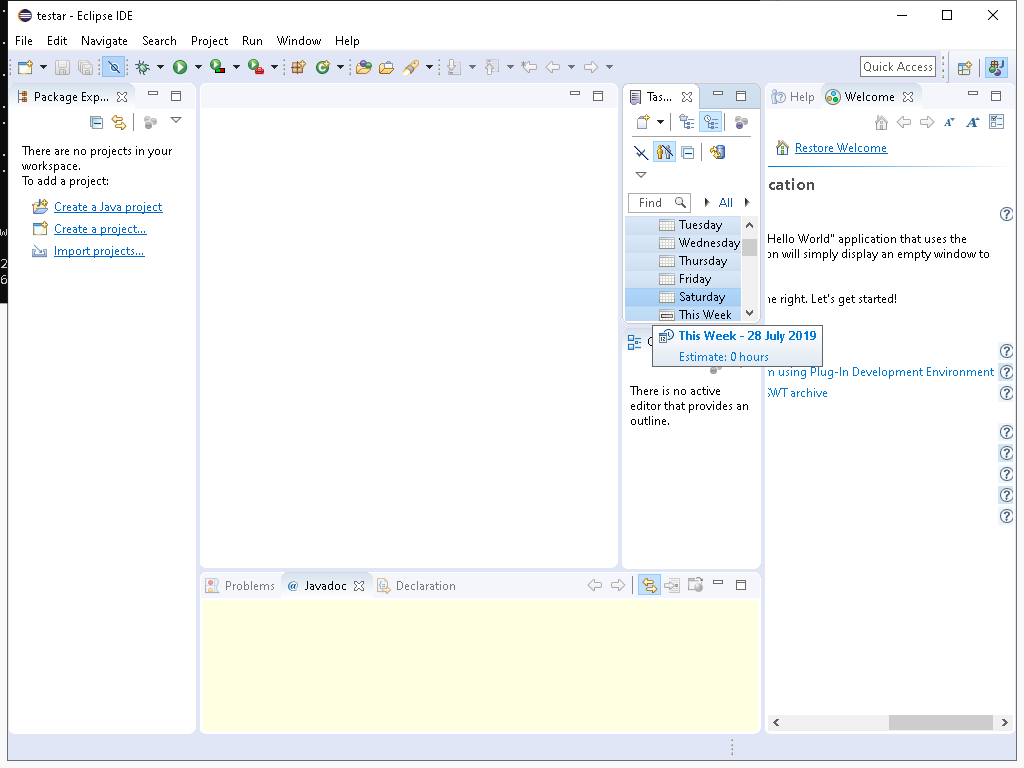 testar - Eclipse IDE
File Edit Navigate Search Project Run Window Help
Quick Access
Package Exp...
There are no projects in your
workspace.
To add a project:
Create a Java project
Create a project...
Import projects...
Tas...
Find
All
Tuesday
Wednesday
Thursday
Friday
Saturday
This Week
This Week - 28 July 2019
Estimate: 0 hours
There is no active
editor that provides an
outline.
Help
Welcome
Restore Welcome
cation
Hello World" application that uses the
on will simply display an empty window to
he right. Let's get started!
n using Plug-In Development Environment
SWT archive
Problems
@ Javadoc
Declaration